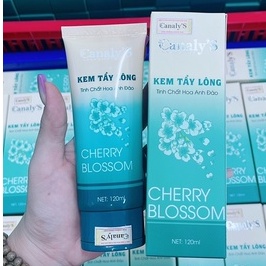 Canaly'S
KEM TẨY LÔNG
Tinh Chất Hoa Anh Đào
CHERRY
BLOSSOM
NET: 120ml
Canaly'S
Canaly'S
KEM TẨY LÔNG
Tinh Chất Hoa Anh Đào
CHERRY
BLOSSOM
NET: 120ml